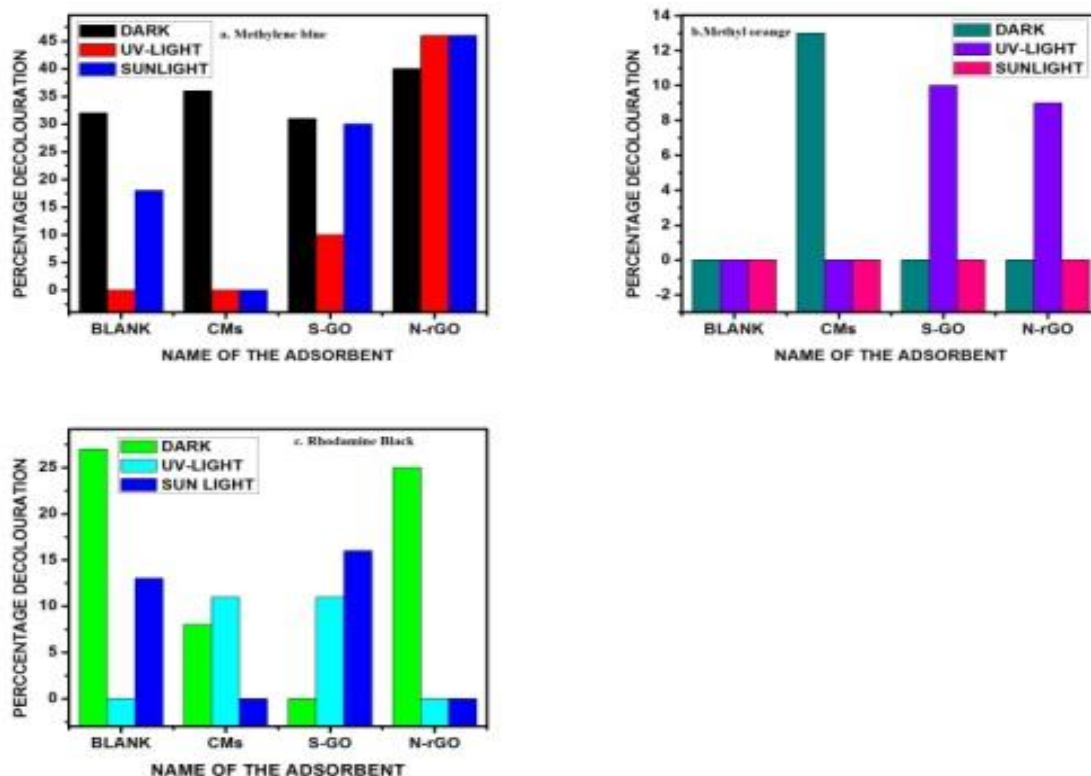 DARK
UV-LIGHT
SUNLIGHT
a. Methylene blue
PERCENTAGE DECOLOURATION
45
40
35
30
25
20
15
10
5
0
BLANK CMs S-GO N-rGO
NAME OF THE ADSORBENT
DARK
UV-LIGHT
SUNLIGHT
b.Methyl orange
PERCENTAGE DECOLOURATION
14
12
10
8
6
4
2
0
-2
BLANK CMs S-GO N-rGO
NAME OF THE ADSORBENT
DARK
UV-LIGHT
SUN LIGHT
c. Rhodamine Black
PERCCENTAGE DECOLOURATION
25
20
15
10
5
0
BLANK CMs S-GO N-rGO
NAME OF THE ADSORBENT